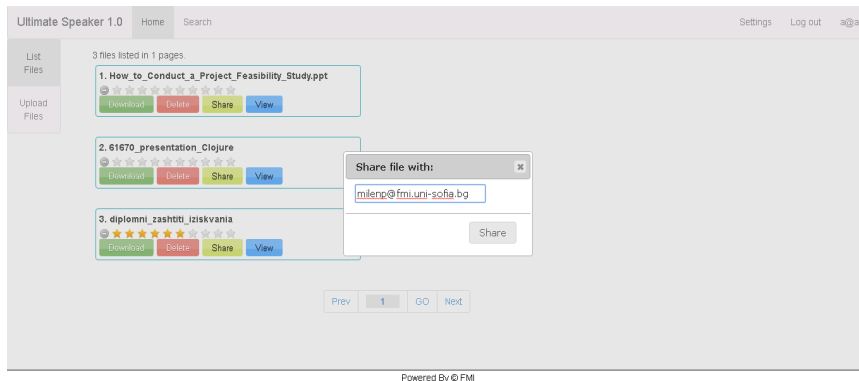 Ultimate Speaker 1.0 Home Search Settings Log out a@a
List
Files
Upload
Files
3 files listed in 1 pages.
1. How_to_Conduct_a_Project_Feasibility_Study.ppt
Download Delete Share View
2. 61670_presentation_Clojure
Download Delete Share View
3. diplomni_zashtiti_iziskvania
Download Delete Share View
Share file with:
milenp@fmi.uni-sofia.bg
Share
Prev 1 GO Next
Powered By © FMI